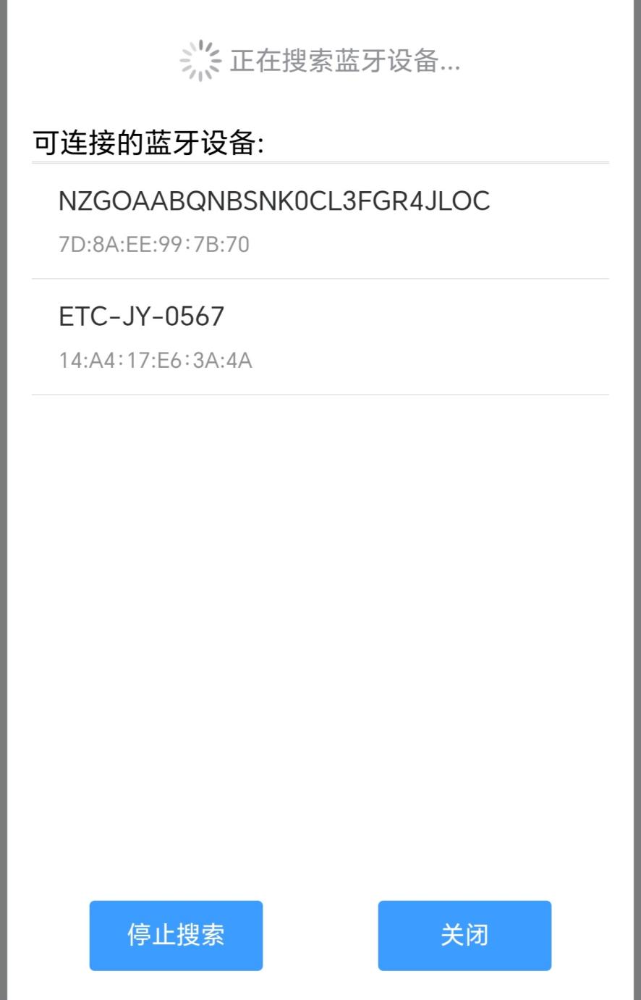 正在搜索蓝牙设备...
可连接的蓝牙设备:
NZGOAABQNBSNK0CL3FGR4JLOC
7D:8A:EE:99:7B:70
ETC-JY-0567
14:A4:17:E6:3A:4A
停止搜索
关闭